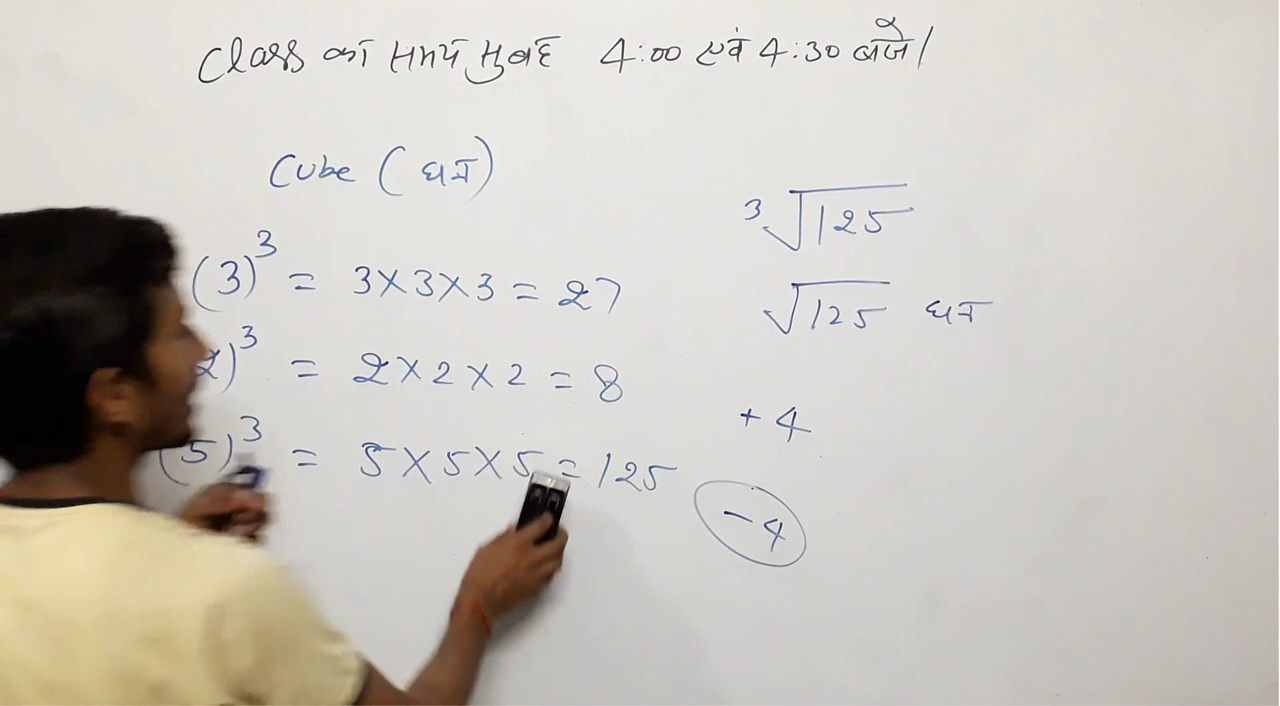 Class का समय सुबह 4:00 एवं 4:30 बजे।
Cube (घन)
(3)³ = 3×3×3 = 27
2)³ = 2×2×2 = 8
(5)³ = 5×5×5 = 125
³√125
√125 घन
+4
-4